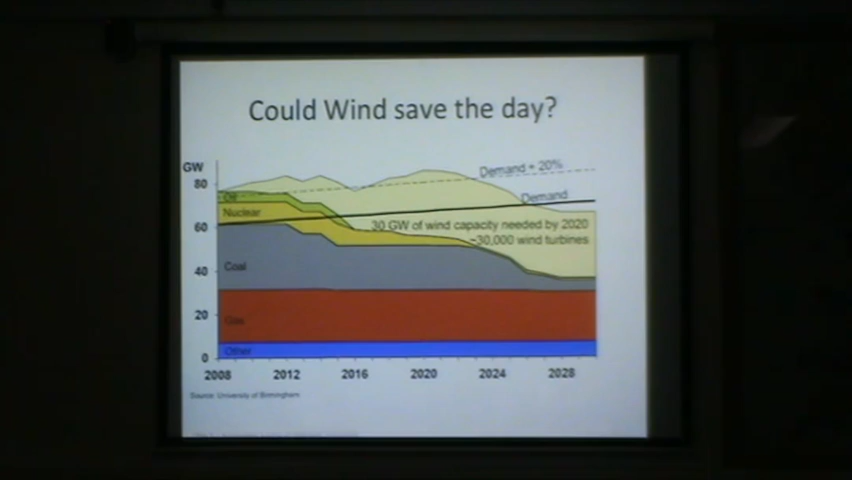 Could Wind save the day?
GW
80
60
40
20
0
Demand + 20%
Demand
Oil
Nuclear
30 GW of wind capacity needed by 2020
~30,000 wind turbines
Coal
Gas
Other
2008 2012 2016 2020 2024 2028
Source: University of Birmingham